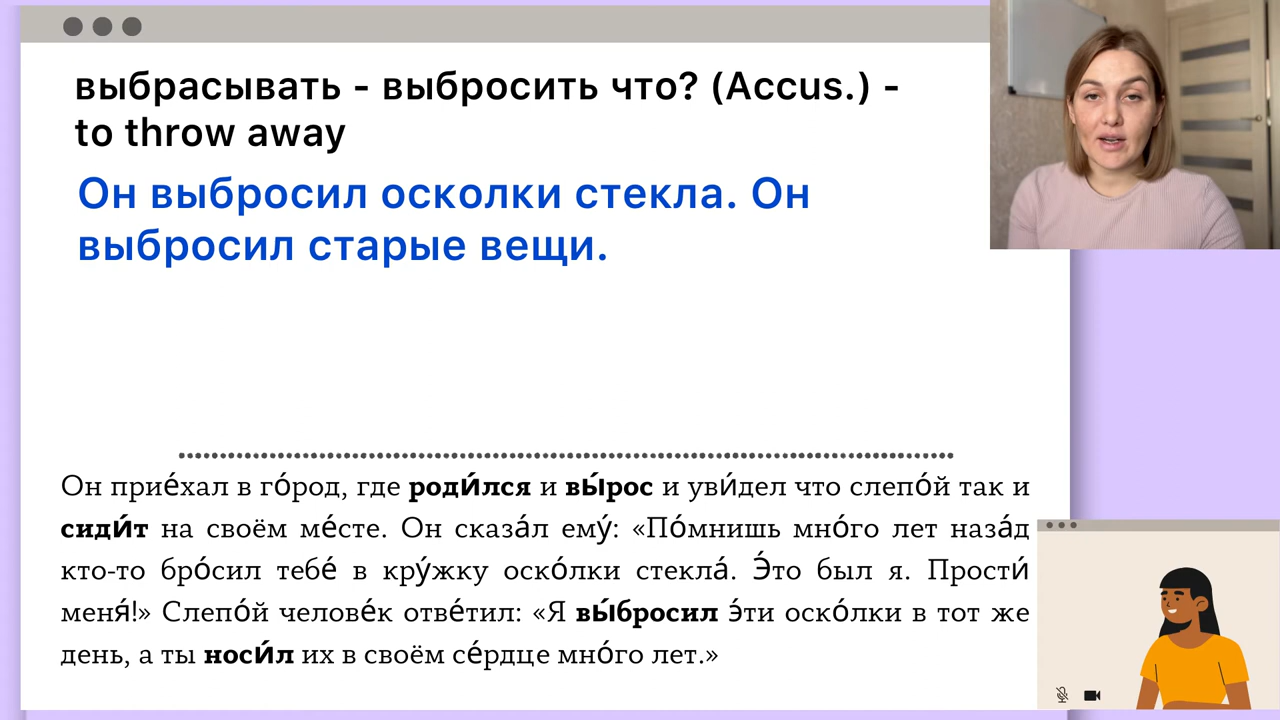 выбрасывать - выбросить что? (Accus.) -
to throw away
Он выбросил осколки стекла. Он
выбросил старые вещи.
Он прие́хал в го́род, где роди́лся и вы́рос и уви́дел что слепо́й так и
сиди́т на своём ме́сте. Он сказа́л ему́: «По́мнишь мно́го лет наза́д
кто-то бро́сил тебе́ в кру́жку оско́лки стекла́. Э́то был я. Прости́
меня́!» Слепо́й челове́к отве́тил: «Я вы́бросил э́ти оско́лки в тот же
день, а ты носи́л их в своём се́рдце мно́го лет.»